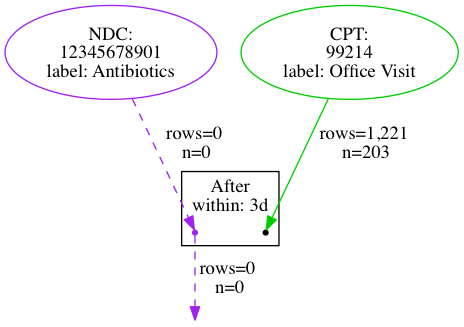 NDC:
12345678901
label: Antibiotics
CPT:
99214
label: Office Visit
rows=0
n=0
rows=1,221
n=203
After
within: 3d
rows=0
n=0